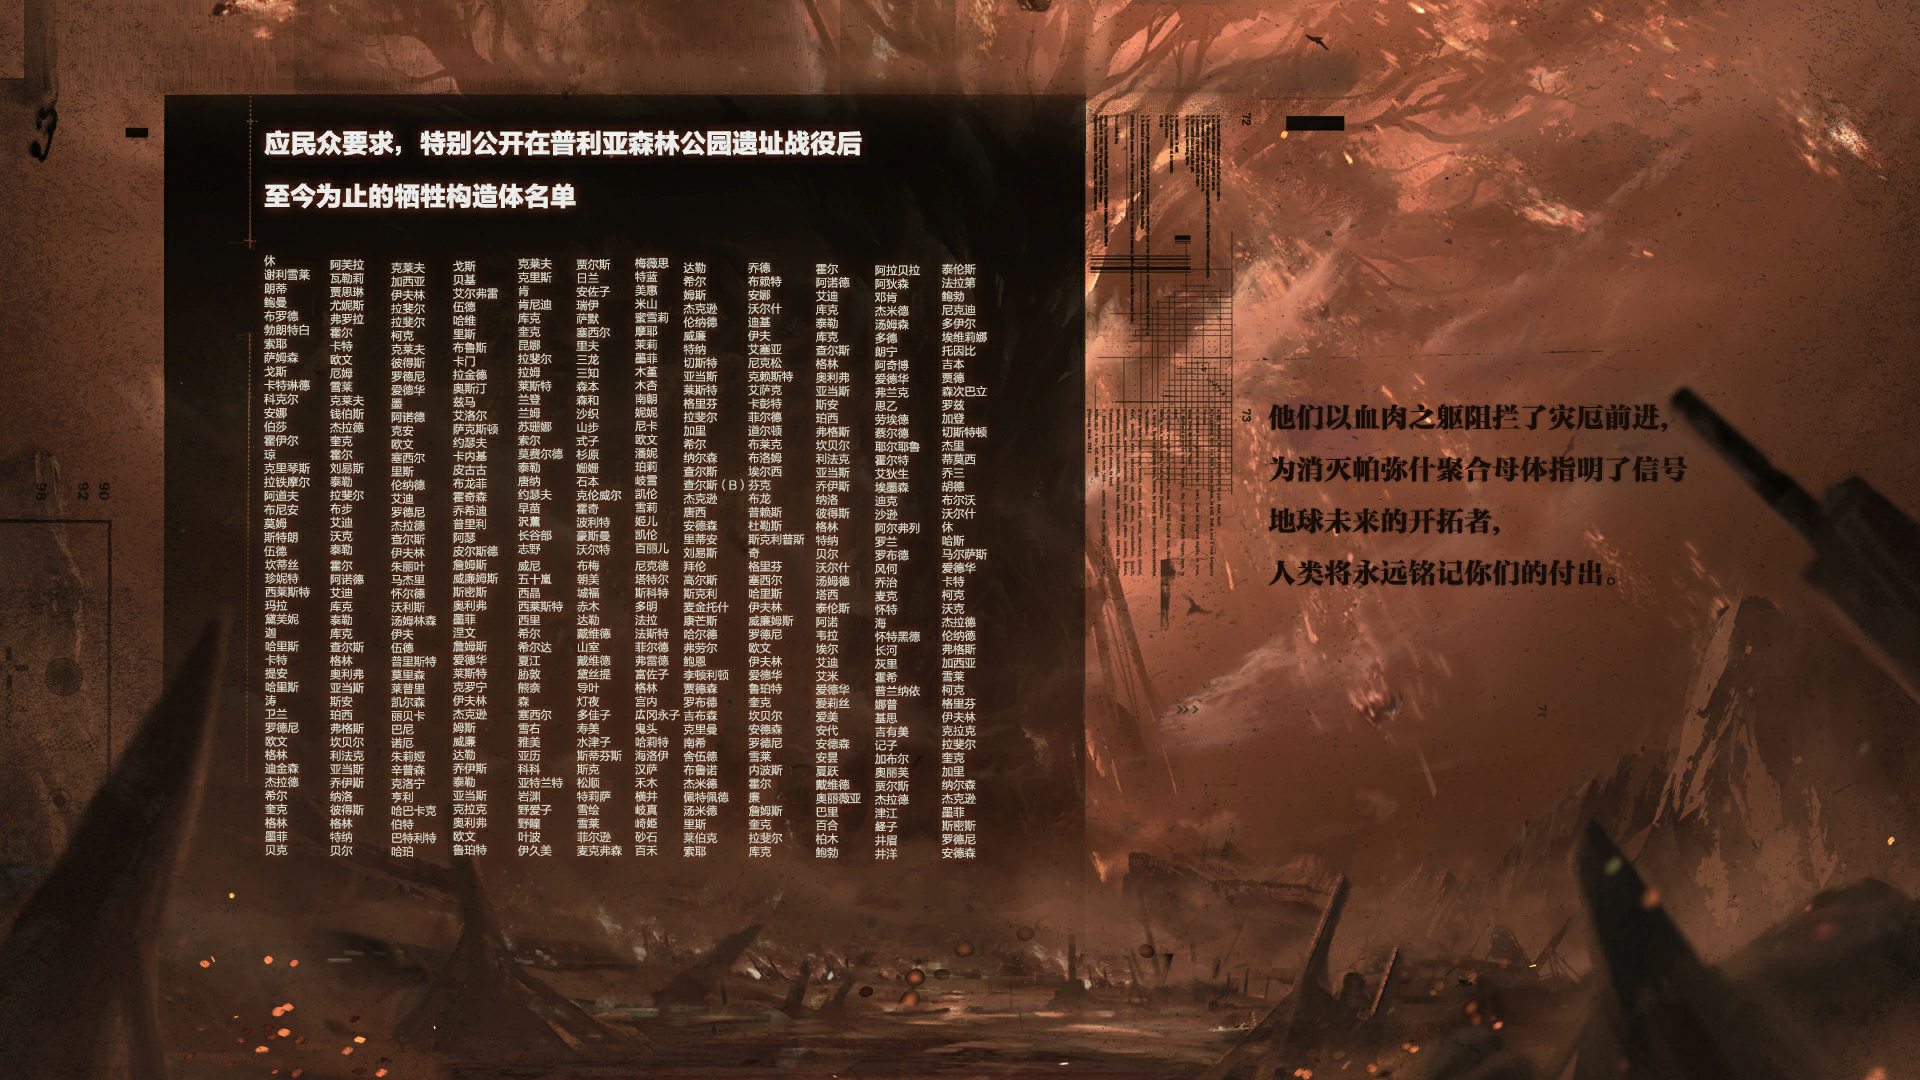 应民众要求，特别公开在普利亚森林公园遗址战役后
至今为止的牺牲构造体名单
休
谢利雪莱
朗蒂
鲍曼
布罗德
勃朗特白
索耶
萨姆森
戈斯
卡特琳德
科克尔
安娜
伯莎
霍伊尔
琼
克里琴斯
拉铁摩尔
阿道夫
布尼安
莫姆
斯特朗
伍德
坎蒂丝
珍妮特
西莱斯特
玛拉
黛芙妮
迦
哈里斯
卡特
提安
哈里斯
涛
卫兰
罗德尼
欧文
格林
迪金森
杰拉德
希尔
奎克
格林
墨菲
贝克
阿芙拉
瓦勒莉
贾思琳
尤妮斯
弗罗拉
霍尔
卡特
欧文
厄姆
雪莱
克莱夫
钱伯斯
杰拉德
奎克
霍尔
刘易斯
泰勒
拉斐尔
布步
艾迪
沃克
泰勒
霍尔
阿诺德
艾迪
库克
泰勒
库克
查尔斯
格林
奥利弗
亚当斯
斯安
珀西
弗格斯
坎贝尔
利法克
亚当斯
乔伊斯
纳洛
彼得斯
格林
特纳
贝尔
克莱夫
加西亚
伊夫林
拉斐尔
拉斐尔
柯克
克莱夫
彼得斯
罗德尼
爱德华
墨
阿诺德
克安
欧文
塞西尔
里斯
伦纳德
艾迪
罗德尼
杰拉德
查尔斯
伊夫林
朱丽叶
马杰里
怀尔德
沃利斯
汤姆林森
伊夫
伍德
普里斯特
莫里森
莱普里
凯尔森
丽贝卡
巴尼
诺厄
朱莉娅
辛普森
克洛宁
亨利
哈巴卡克
伯特
巴特利特
哈珀
戈斯
贝基
艾尔弗雷
伍德
哈维
里斯
布鲁斯
卡门
拉金德
奥斯汀
兹马
艾洛尔
萨克斯顿
约瑟夫
卡内基
皮古古
布龙菲
霍奇森
乔希迪
普里利
阿瑟
皮尔斯德
詹姆斯
威廉姆斯
斯密斯
奥利弗
墨菲
涅文
詹姆斯
爱德华
莱斯特
克罗宁
伊夫林
杰克逊
姆斯
威廉
达勒
乔伊斯
泰勒
亚当斯
克拉克
奥利弗
欧文
鲁珀特
克莱夫
克里斯
肯
肯尼迪
库克
奎克
昆娜
拉斐尔
拉姆
莱斯特
兰登
兰姆
苏珊娜
索尔
莫费尔德
泰勒
唐纳
约瑟夫
早苗
沢薫
长谷部
志野
威尼
五十嵐
西晶
西莱斯特
西里
希尔
希尔达
夏江
胁敦
熊奈
森
塞西尔
雪右
雅美
亚历
科科
亚特兰特
岩渊
野爱子
野瞳
叶波
伊久美
贾尔斯
日兰
安佐子
瑞伊
萨默
塞西尔
里夫
三龙
三知
森本
森和
沙织
山步
式子
杉原
姗姗
石本
克伦威尔
霍奇
波利特
豪斯曼
沃尔特
布梅
朝美
城福
赤木
达勒
戴维德
山室
戴维德
黛丝提
导叶
灯夜
多佳子
寿美
水津子
斯蒂芬斯
斯克
松顺
特莉萨
雪绘
雪莱
菲尔逊
麦克弗森
梅薇思
特蓝
美惠
米山
蜜雪莉
摩耶
茉莉
墨菲
木堇
木杏
南朝
妮妮
尼卡
欧文
潘妮
珀莉
岐雪
凯伦
雪莉
姬儿
凯伦
百丽儿
尼克德
塔特尔
斯科特
多明
法拉
法斯特
菲尔德
弗雷德
富佐子
格林
宫内
広冈永子
鬼头
哈莉特
海洛伊
汉萨
禾木
横井
岐真
崎姬
砂石
百禾
达勒
希尔
姆斯
杰克逊
伦纳德
威廉
特纳
切斯特
亚当斯
莱斯特
格里芬
拉斐尔
加里
希尔
纳尔森
查尔斯
查尔斯（B）
杰克逊
唐西
安德森
里蒂安
刘易斯
拜伦
高尔斯
斯克利
麦金托什
康芒斯
哈尔德
弗劳尔
鲍恩
李顿利顿
贾德森
罗布德
吉布森
克里曼
南希
舍伍德
布鲁诺
杰米德
佩特佩德
汤米德
里斯
莱伯克
索耶
乔德
布赖特
安娜
沃尔什
迪基
伊夫
艾塞亚
尼克松
克赖斯特
艾萨克
卡彭特
菲尔德
道尔顿
布莱克
布洛姆
埃尔西
芬克
布龙
普赖斯
杜勒斯
斯克利普斯
奇
格里芬
塞西尔
哈里斯
伊夫林
威廉姆斯
罗德尼
欧文
伊夫林
爱德华
鲁珀特
奎克
坎贝尔
安德森
罗德尼
雪莱
内波斯
霍尔
廉
詹姆斯
奎克
拉斐尔
库克
霍尔
阿诺德
艾迪
库克
泰勒
库克
查尔斯
格林
奥利弗
亚当斯
斯安
珀西
弗格斯
坎贝尔
利法克
亚当斯
乔伊斯
纳洛
彼得斯
格林
特纳
贝尔
沃尔什
汤姆德
塔西
泰伦斯
阿诺
韦拉
埃尔
艾迪
艾米
爱德华
爱莉丝
爱美
安代
安德森
安昙
夏跃
戴维德
奥丽薇亚
巴里
百合
柏木
鲍勃
阿拉贝拉
阿狄森
邓肯
杰米德
汤姆森
多德
朗宁
阿奇博
爱德华
弗兰克
思乙
劳埃德
蔡尔德
耶尔耶鲁
霍尔特
艾狄生
埃墨森
迪克
沙逊
阿尔弗列
罗兰
罗布德
风何
乔治
麦克
怀特
海
怀特黑德
长河
灰里
霍希
普兰纳依
娜普
基思
吉有美
记子
加布尔
奥丽芙
贾尔斯
杰拉德
津江
絳子
井眉
井洋
泰伦斯
法拉第
鲍勃
尼克迪
多伊尔
埃维莉娜
托因比
吉本
贾德
森次巴立
罗兹
加登
切斯特顿
杰里
蒂莫西
乔三
胡德
布尔沃
沃尔什
休
哈斯
马尔萨斯
爱德华
卡特
柯克
沃克
杰拉德
伦纳德
弗格斯
加西亚
雪莱
柯克
格里芬
伊夫林
克拉克
拉斐尔
奎克
加里
纳尔森
杰克逊
墨菲
斯密斯
罗德尼
安德森
他们以血肉之躯阻拦了灾厄前进，
为消灭帕弥什聚合母体指明了信号
地球未来的开拓者，
人类将永远铭记你们的付出。
72
73
71
98
92
90